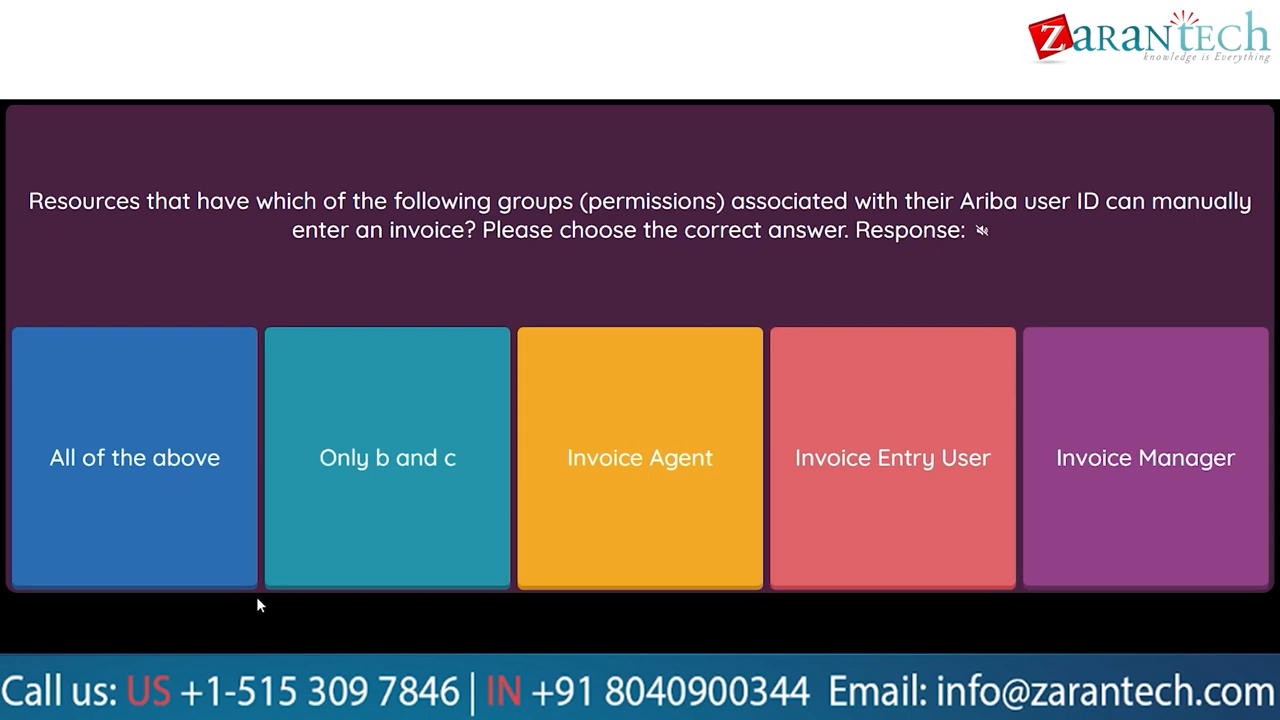 ZARANTECH
knowledge is Everything
Resources that have which of the following groups (permissions) associated with their Ariba user ID can manually
enter an invoice? Please choose the correct answer. Response:
All of the above
Only b and c
Invoice Agent
Invoice Entry User
Invoice Manager
Call us: US +1-515 309 7846 | IN +91 8040900344 Email: info@zarantech.com